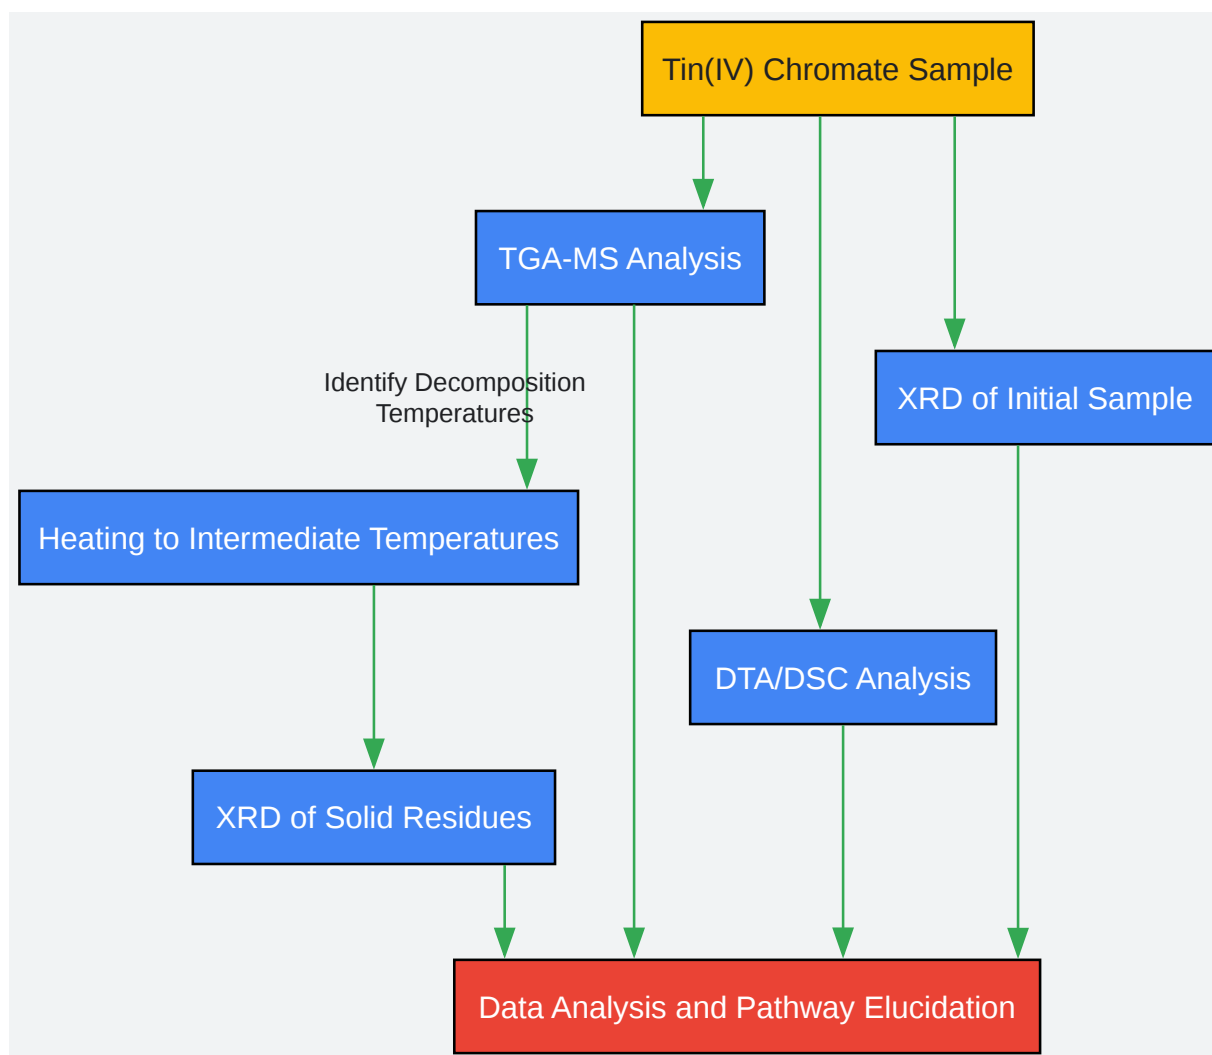 Tin(IV) Chromate Sample
TGA-MS Analysis
Identify Decomposition
Temperatures
XRD of Initial Sample
Heating to Intermediate Temperatures
DTA/DSC Analysis
XRD of Solid Residues
Data Analysis and Pathway Elucidation